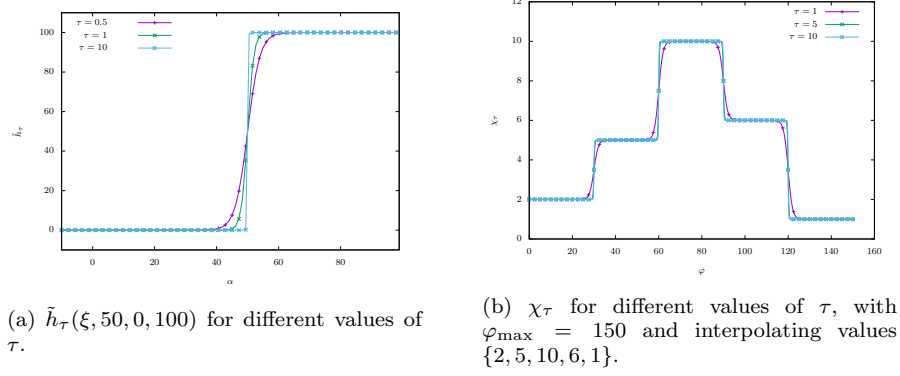 τ = 0.5
τ = 1
τ = 10
100
80
60
40
20
0
h̃τ
0
20
40
60
80
α
τ = 1
τ = 5
τ = 10
12
10
8
6
4
2
0
χτ
0
20
40
60
80
100
120
140
160
φ
(a) h̃τ(ξ, 50, 0, 100) for different values of
τ.
(b) χτ for different values of τ, with
φmax = 150 and interpolating values
{2, 5, 10, 6, 1}.